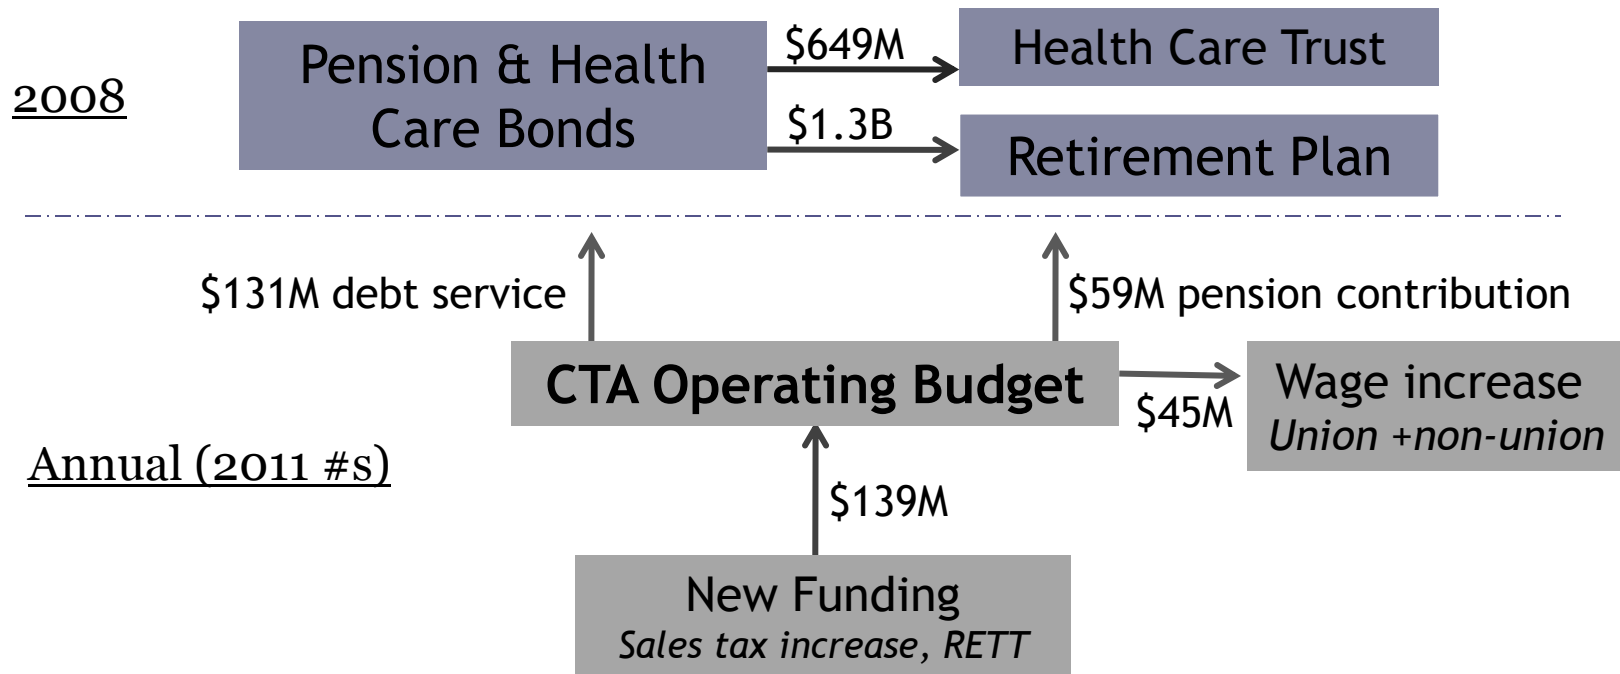 2008
Pension & Health
Care Bonds
$649M
Health Care Trust
$1.3B
Retirement Plan
$131M debt service
$59M pension contribution
CTA Operating Budget
$45M
Wage increase
Union +non-union
Annual (2011 #s)
$139M
New Funding
Sales tax increase, RETT